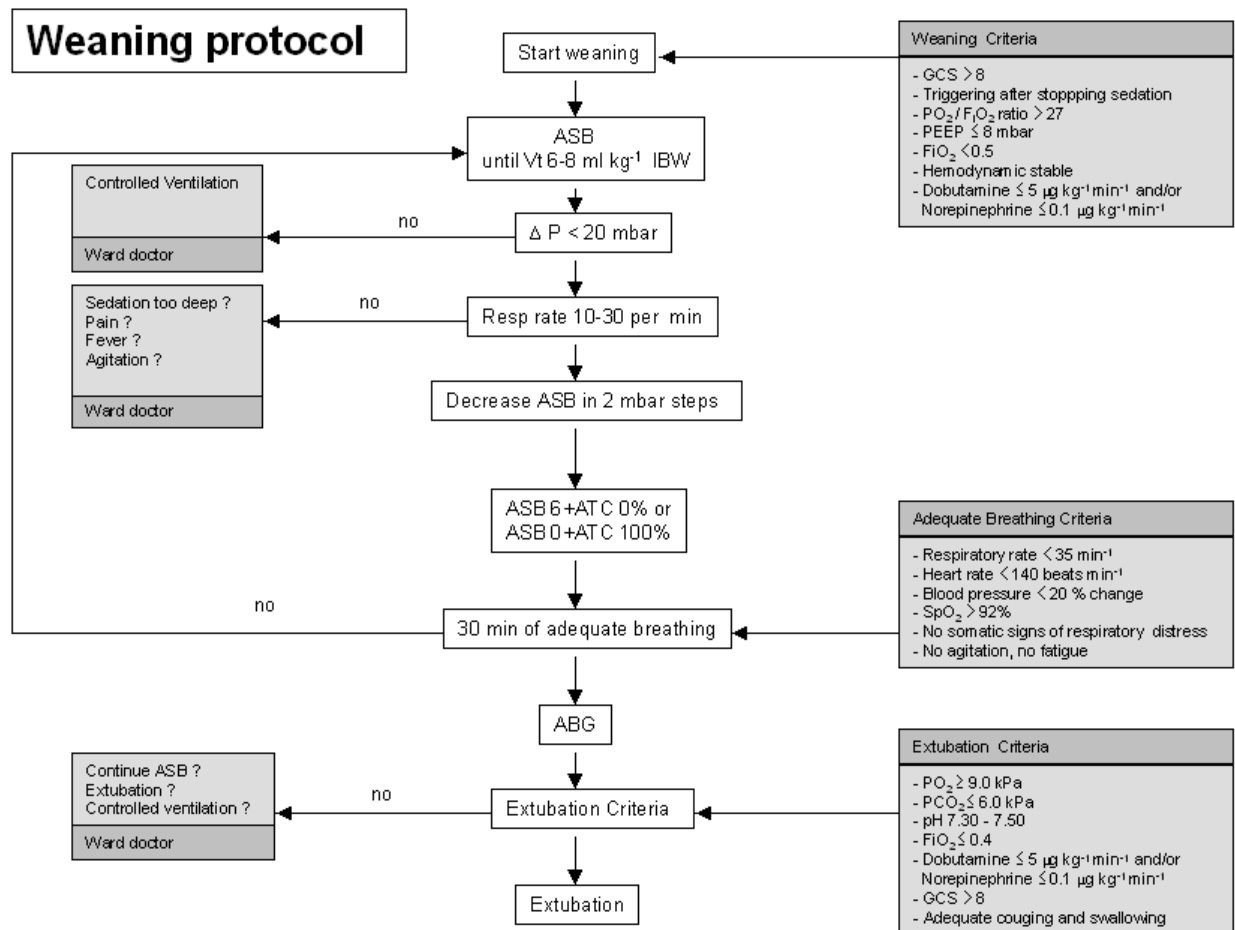 Weaning protocol
Start weaning
Weaning Criteria
- GCS >8
- Triggering after stoppping sedation
- PO₂/FᵢO₂ ratio >27
- PEEP ≤8 mbar
- FiO₂ <0.5
- Hemodynamic stable
- Dobutamine ≤5 µg kg⁻¹min⁻¹ and/or
Norepinephrine ≤0.1 µg kg⁻¹min⁻¹
ASB
until Vt 6-8 ml kg⁻¹ IBW
Controlled Ventilation
Ward doctor
no
Δ P < 20 mbar
Sedation too deep ?
Pain ?
Fever ?
Agitation ?
Ward doctor
no
Resp rate 10-30 per min
Decrease ASB in 2 mbar steps
ASB 6+ATC 0% or
ASB 0+ATC 100%
Adequate Breathing Criteria
- Respiratory rate <35 min⁻¹
- Heart rate <140 beats min⁻¹
- Blood pressure <20 % change
- SpO₂ >92%
- No somatic signs of respiratory distress
- No agitation, no fatigue
no
30 min of adequate breathing
ABG
Extubation Criteria
- PO₂ ≥ 9.0 kPa
- PCO₂ ≤ 6.0 kPa
- pH 7.30 - 7.50
- FiO₂ ≤ 0.4
- Dobutamine ≤5 µg kg⁻¹min⁻¹ and/or
Norepinephrine ≤0.1 µg kg⁻¹min⁻¹
- GCS >8
- Adequate couging and swallowing
Continue ASB ?
Extubation ?
Controlled ventilation ?
Ward doctor
no
Extubation Criteria
Extubation